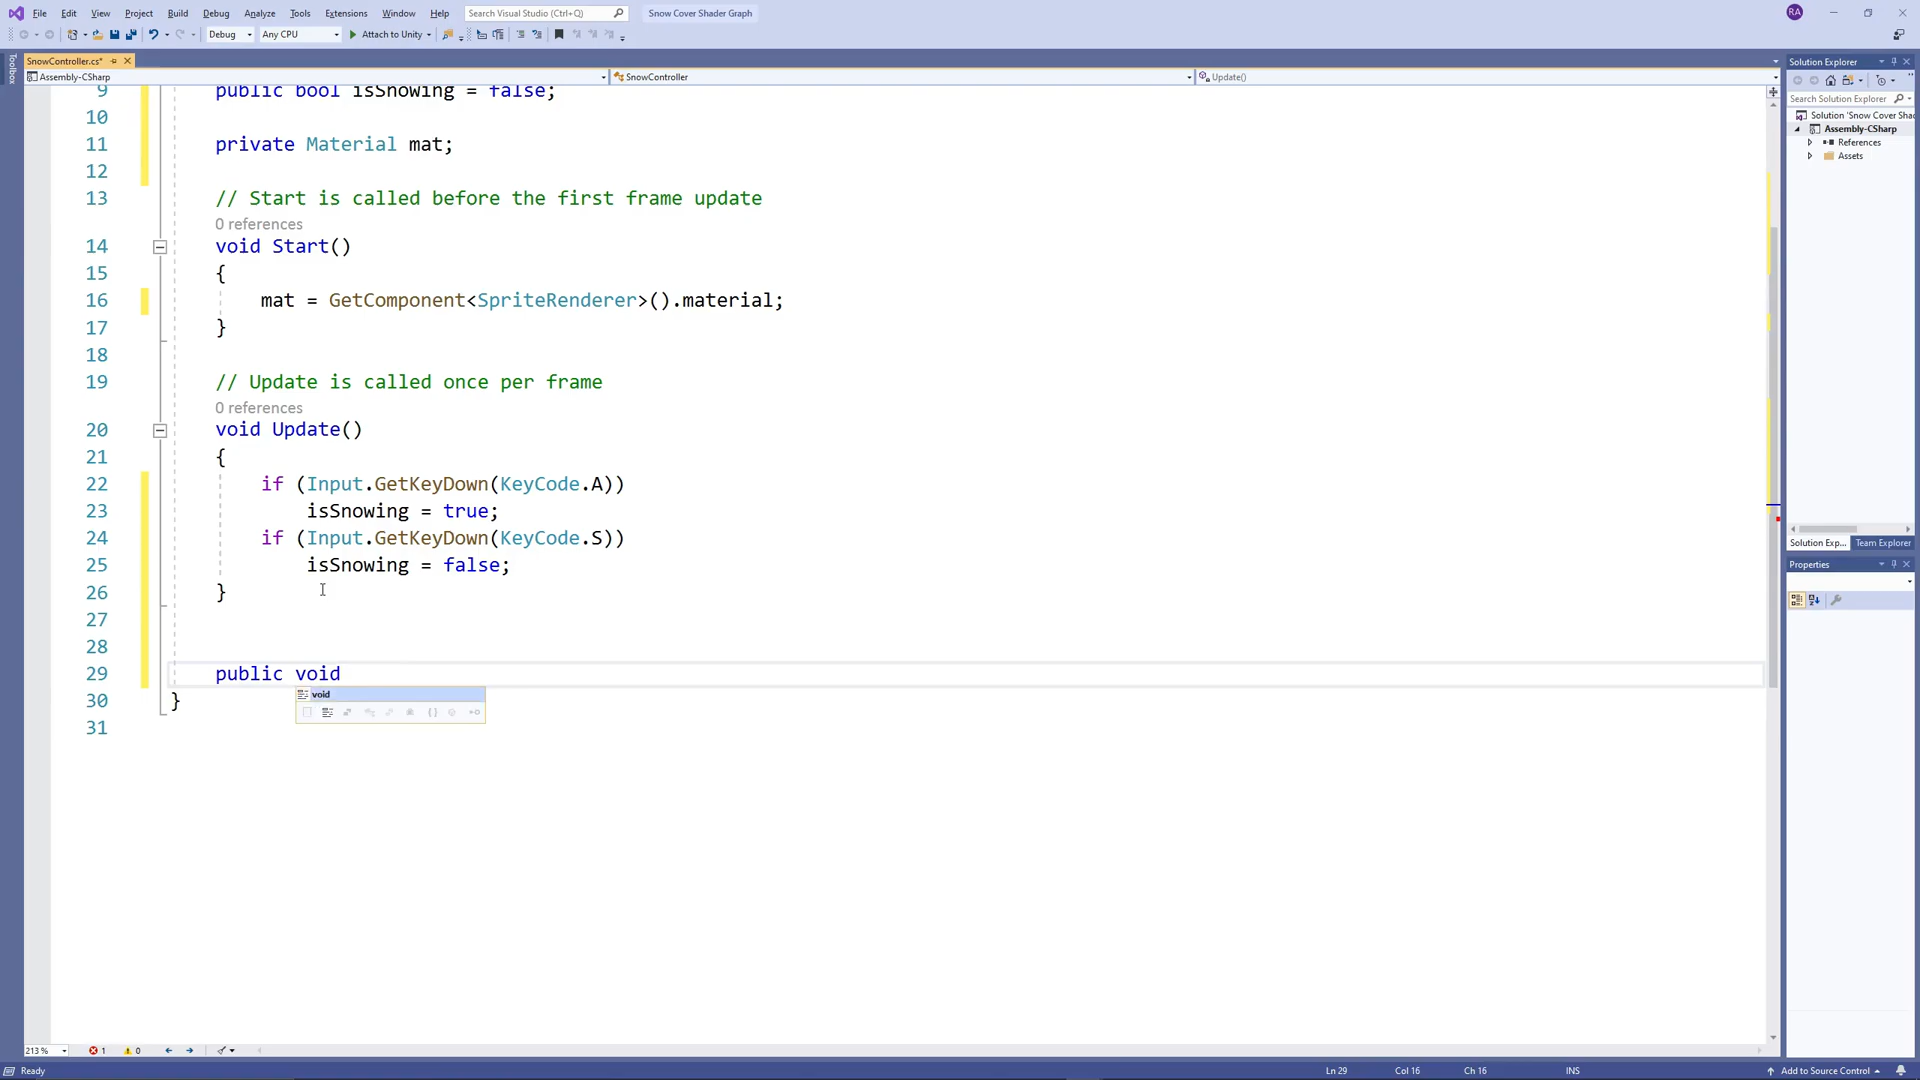 File Edit View Project Build Debug Analyze Tools Extensions Window Help Search Visual Studio (Ctrl+Q) Snow Cover Shader Graph RA
Debug Any CPU Attach to Unity
Toolbox
SnowController.cs*
Assembly-CSharp SnowController Update()
9 public bool isSnowing = false;
10
11 private Material mat;
12
13 // Start is called before the first frame update
0 references
14 void Start()
15 {
16 mat = GetComponent<SpriteRenderer>().material;
17 }
18
19 // Update is called once per frame
0 references
20 void Update()
21 {
22 if (Input.GetKeyDown(KeyCode.A))
23 isSnowing = true;
24 if (Input.GetKeyDown(KeyCode.S))
25 isSnowing = false;
26 }
27
28
29 public void
void
30 }
31
213 % 1 0
Ready Ln 29 Col 16 Ch 16 INS Add to Source Control
Solution Explorer
Search Solution Explorer
Solution 'Snow Cover Shad
Assembly-CSharp
References
Assets
Solution Exp... Team Explorer
Properties